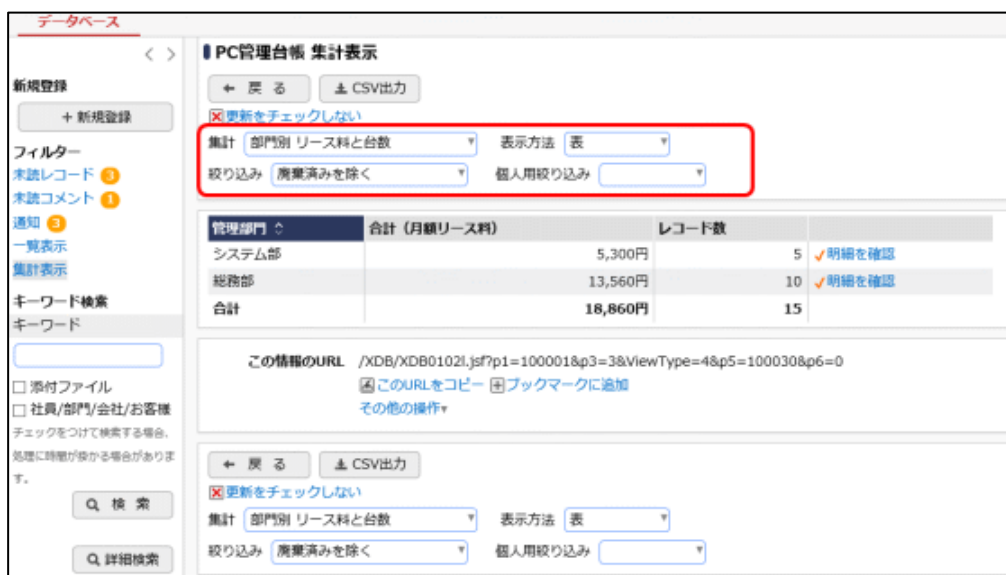 データベース
< >
新規登録
+ 新規登録
フィルター
未読レコード 3
未読コメント 1
通知 3
一覧表示
集計表示
キーワード検索
キーワード
添付ファイル
社員/部門/会社/お客様
チェックをつけて検索する場合、
処理に時間が掛かる場合がありま
す。
検 索
詳細検索
PC管理台帳 集計表示
← 戻 る CSV出力
更新をチェックしない
集計 部門別 リース料と台数 表示方法 表
絞り込み 廃棄済みを除く 個人用絞り込み
管理部門 合計（月額リース料） レコード数
システム部 5,300円 5 明細を確認
総務部 13,560円 10 明細を確認
合計 18,860円 15
この情報のURL /XDB/XDB0102l.jsf?p1=100001&p3=3&ViewType=4&p5=100030&p6=0
このURLをコピー ブックマークに追加
その他の操作▾
← 戻 る CSV出力
更新をチェックしない
集計 部門別 リース料と台数 表示方法 表
絞り込み 廃棄済みを除く 個人用絞り込み